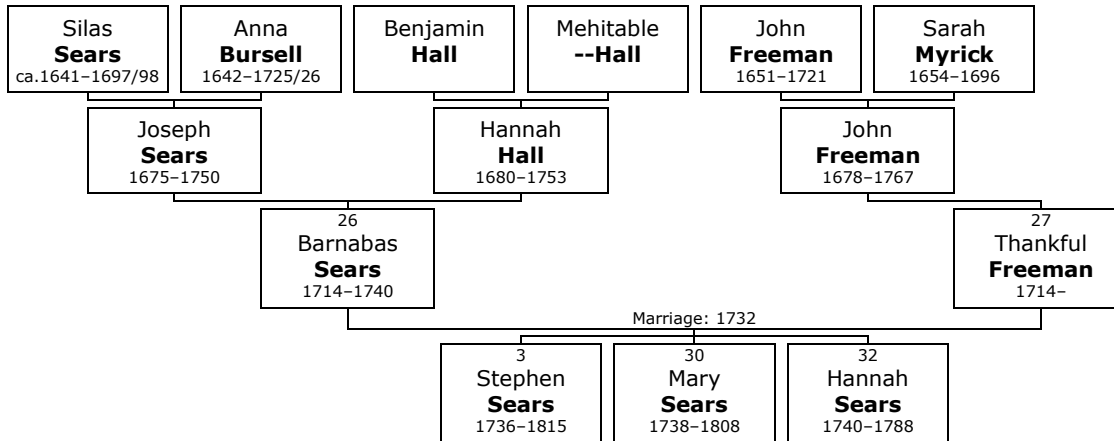 Silas
Sears
ca.1641–1697/98
Anna
Bursell
1642–1725/26
Benjamin
Hall
Mehitable
--Hall
John
Freeman
1651–1721
Sarah
Myrick
1654–1696
Joseph
Sears
1675–1750
Hannah
Hall
1680–1753
John
Freeman
1678–1767
26
Barnabas
Sears
1714–1740
27
Thankful
Freeman
1714–
Marriage: 1732
3
Stephen
Sears
1736–1815
30
Mary
Sears
1738–1808
32
Hannah
Sears
1740–1788